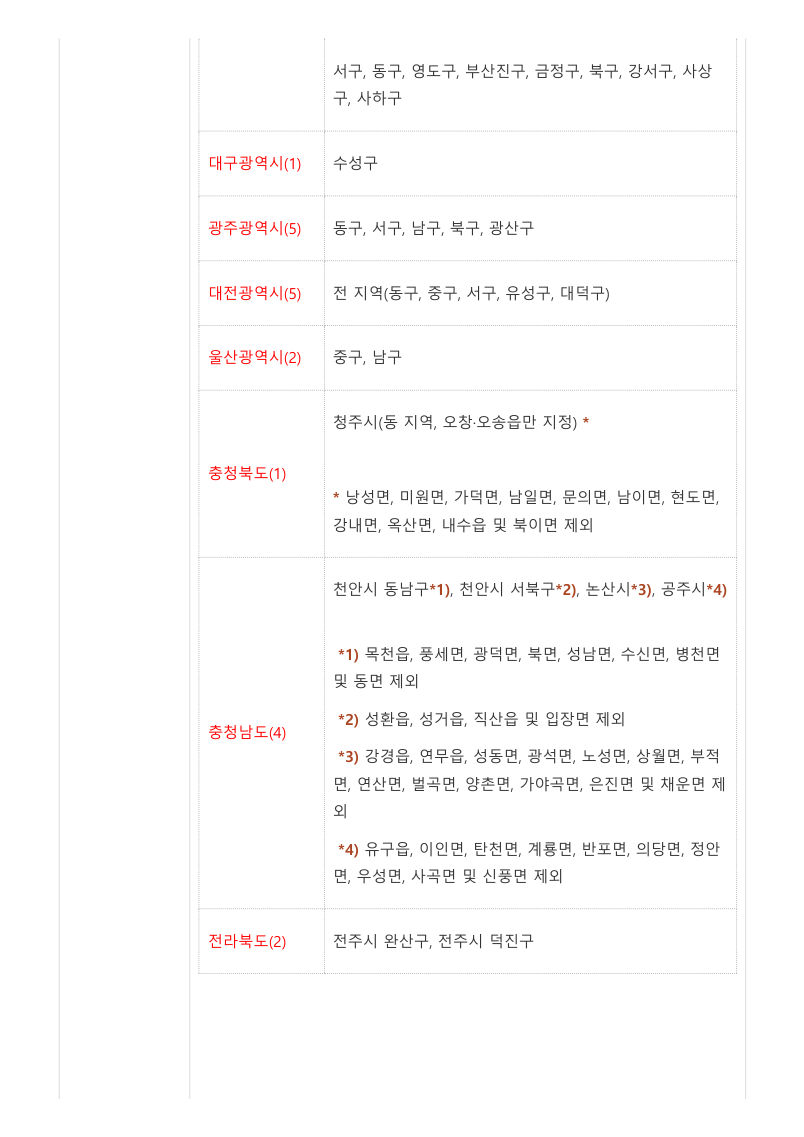 서구, 동구, 영도구, 부산진구, 금정구, 북구, 강서구, 사상
구, 사하구
대구광역시(1)
수성구
광주광역시(5)
동구, 서구, 남구, 북구, 광산구
대전광역시(5)
전 지역(동구, 중구, 서구, 유성구, 대덕구)
울산광역시(2)
중구, 남구
충청북도(1)
청주시(동 지역, 오창·오송읍만 지정) *
* 낭성면, 미원면, 가덕면, 남일면, 문의면, 남이면, 현도면,
강내면, 옥산면, 내수읍 및 북이면 제외
충청남도(4)
천안시 동남구*1), 천안시 서북구*2), 논산시*3), 공주시*4)
*1) 목천읍, 풍세면, 광덕면, 북면, 성남면, 수신면, 병천면
및 동면 제외
*2) 성환읍, 성거읍, 직산읍 및 입장면 제외
*3) 강경읍, 연무읍, 성동면, 광석면, 노성면, 상월면, 부적
면, 연산면, 벌곡면, 양촌면, 가야곡면, 은진면 및 채운면 제
외
*4) 유구읍, 이인면, 탄천면, 계룡면, 반포면, 의당면, 정안
면, 우성면, 사곡면 및 신풍면 제외
전라북도(2)
전주시 완산구, 전주시 덕진구